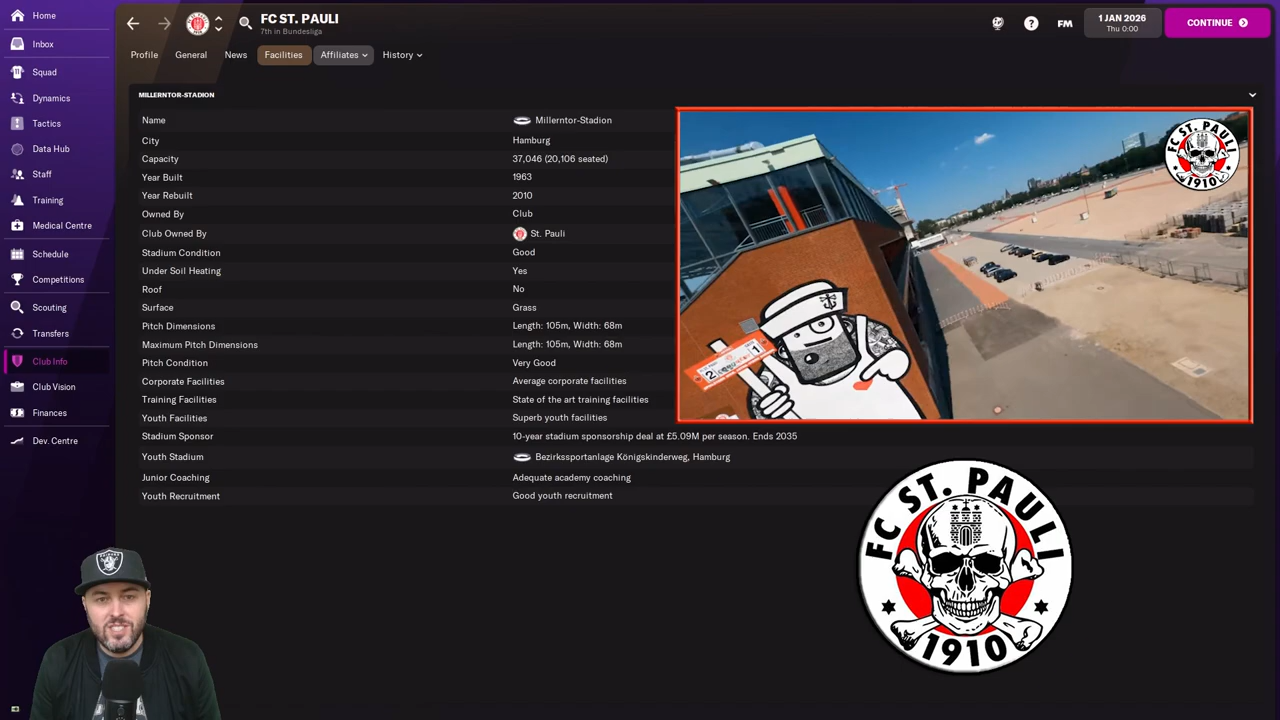 Home
Inbox
Squad
Dynamics
Tactics
Data Hub
Staff
Training
Medical Centre
Schedule
Competitions
Scouting
Transfers
Club Info
Club Vision
Finances
Dev. Centre
FC ST. PAULI
7th in Bundesliga
?
FM
1 JAN 2026
Thu 0:00
CONTINUE
Profile
General
News
Facilities
Affiliates
History
MILLERNTOR-STADION
Name Millerntor-Stadion
City Hamburg
Capacity 37,046 (20,106 seated)
Year Built 1963
Year Rebuilt 2010
Owned By Club
Club Owned By St. Pauli
Stadium Condition Good
Under Soil Heating Yes
Roof No
Surface Grass
Pitch Dimensions Length: 105m, Width: 68m
Maximum Pitch Dimensions Length: 105m, Width: 68m
Pitch Condition Very Good
Corporate Facilities Average corporate facilities
Training Facilities State of the art training facilities
Youth Facilities Superb youth facilities
Stadium Sponsor 10-year stadium sponsorship deal at £5.09M per season. Ends 2035
Youth Stadium Bezirkssportanlage Königskinderweg, Hamburg
Junior Coaching Adequate academy coaching
Youth Recruitment Good youth recruitment
FC ST. PAULI
1910
2 1
FC ST. PAULI
1910
RAIDERS